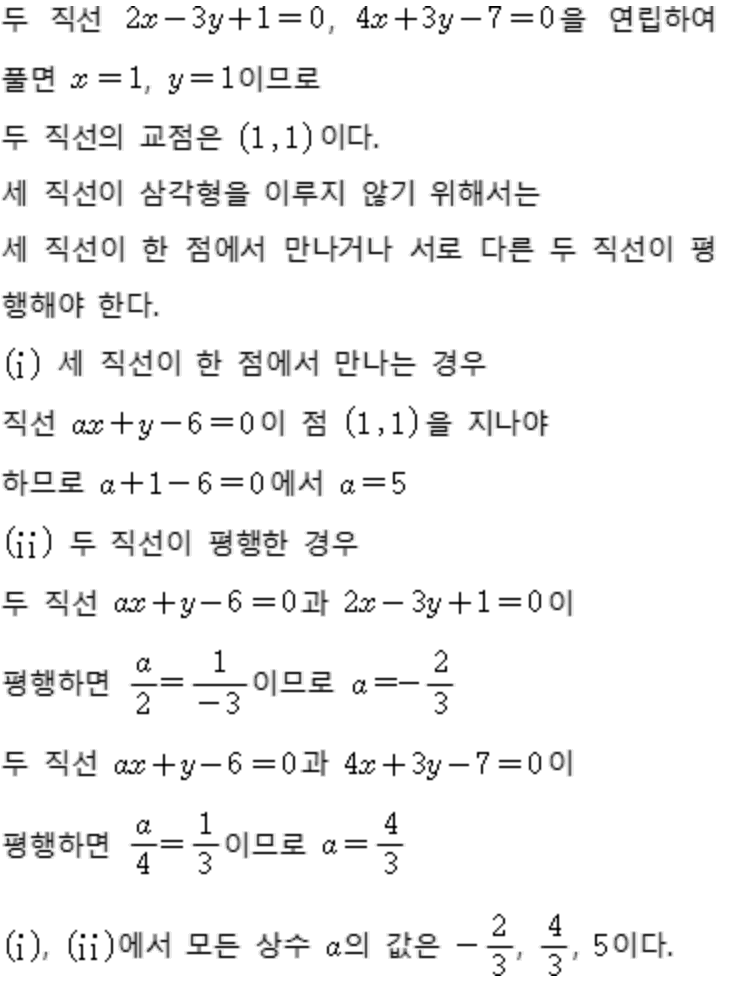 두 직선 2x－3y＋1＝0, 4x＋3y－7＝0을 연립하여
풀면 x＝1, y＝1이므로
두 직선의 교점은 (1,1)이다.
세 직선이 삼각형을 이루지 않기 위해서는
세 직선이 한 점에서 만나거나 서로 다른 두 직선이 평
행해야 한다.
(i) 세 직선이 한 점에서 만나는 경우
직선 ax＋y－6＝0이 점 (1,1)을 지나야
하므로 a＋1－6＝0에서 a＝5
(ii) 두 직선이 평행한 경우
두 직선 ax＋y－6＝0과 2x－3y＋1＝0이
평행하면 a/2＝1/－3이므로 a＝－2/3
두 직선 ax＋y－6＝0과 4x＋3y－7＝0이
평행하면 a/4＝1/3이므로 a＝4/3
(i), (ii)에서 모든 상수 a의 값은 －2/3, 4/3, 5이다.